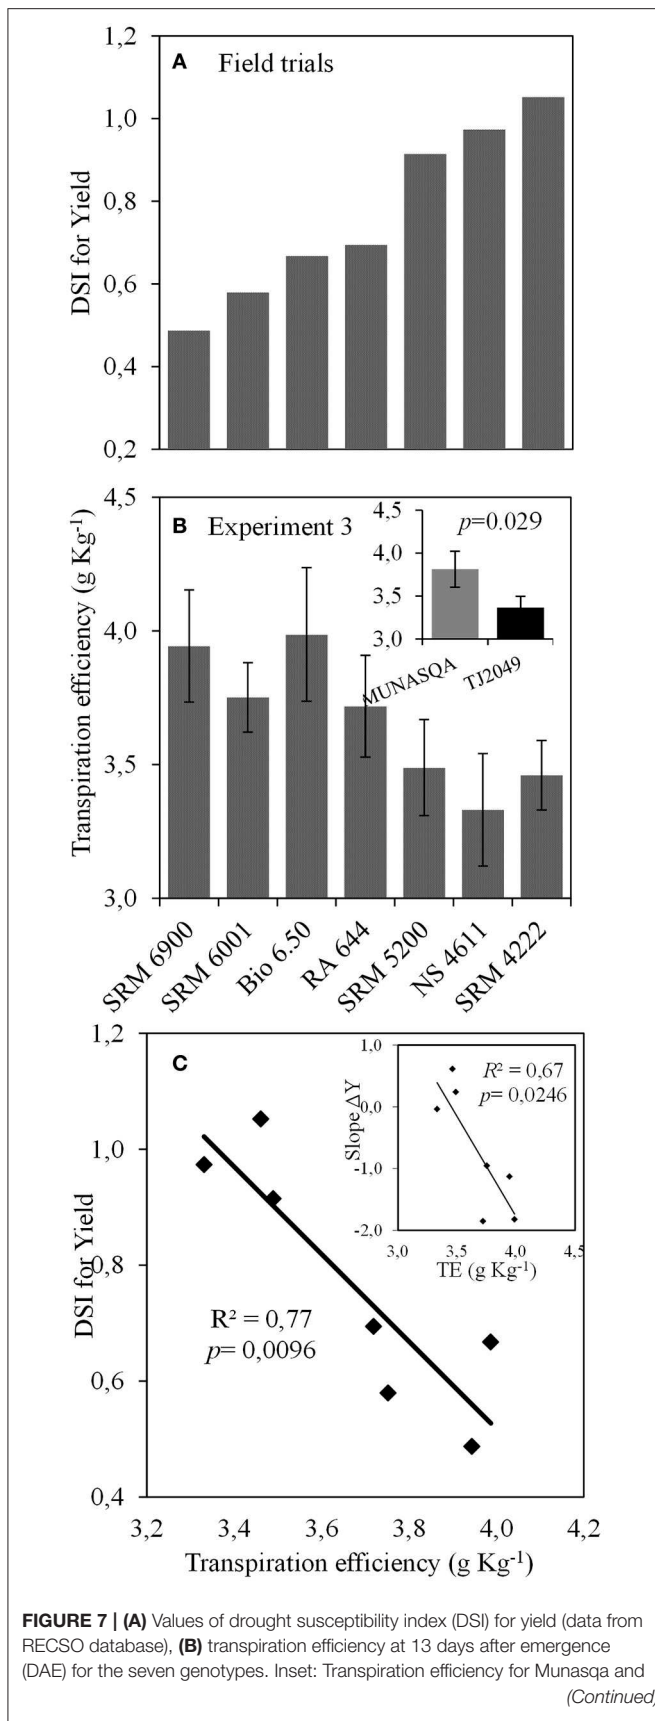 1,2
A Field trials
1,0
0,8
0,6
0,4
0,2
DSI for Yield
4,5
B Experiment 3
4,0
3,5
3,0
Transpiration efficiency (g Kg-1)
4,5
p=0.029
4,0
3,5
3,0
MUNASQA
TJ2049
SRM 6900
SRM 6001
Bio 6.50
RA 644
SRM 5200
NS 4611
SRM 4222
1,2
C
1,0
0,8
0,6
0,4
DSI for Yield
R² = 0,77
p= 0,0096
3,2 3,4 3,6 3,8 4,0 4,2
Transpiration efficiency (g Kg-1)
1,0
0,0
-1,0
-2,0
Slope ΔY
R² = 0,67
p= 0,0246
3,0 3,5 4,0 4,5
TE (g Kg-1)
FIGURE 7 | (A) Values of drought susceptibility index (DSI) for yield (data from
RECSO database), (B) transpiration efficiency at 13 days after emergence
(DAE) for the seven genotypes. Inset: Transpiration efficiency for Munasqa and
(Continued)